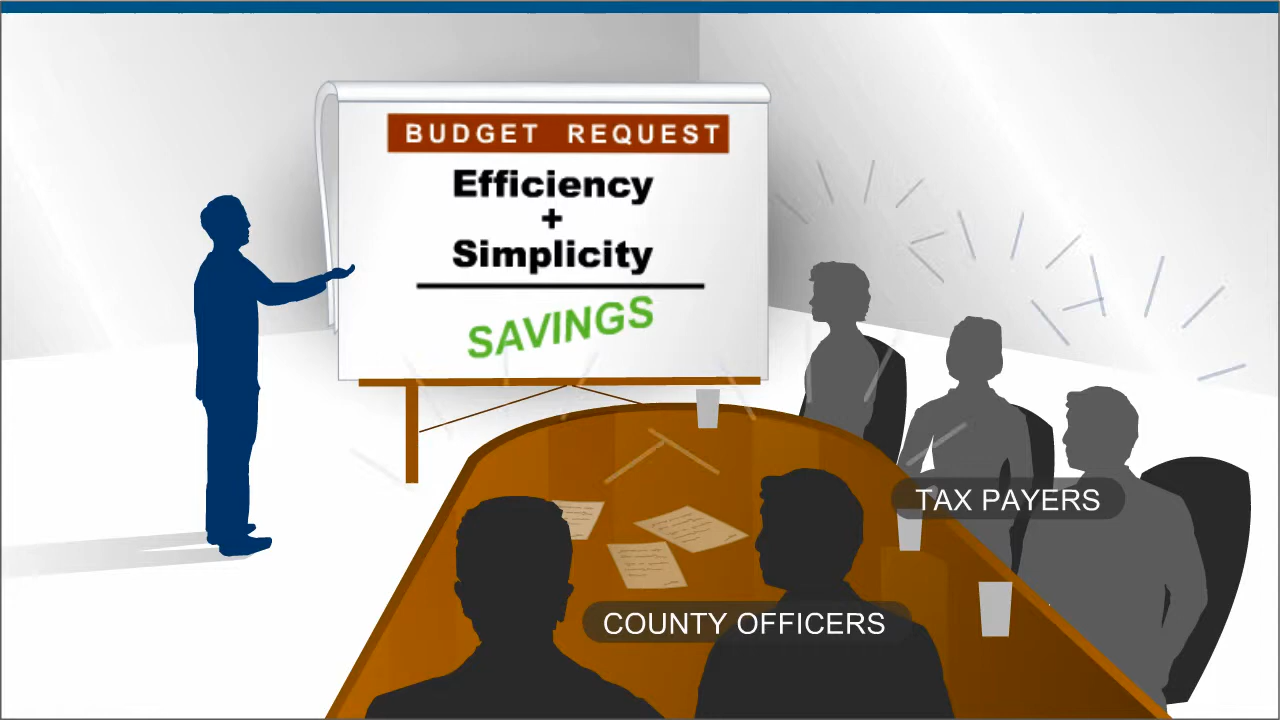 BUDGET REQUEST
Efficiency
+
Simplicity
SAVINGS
TAX PAYERS
COUNTY OFFICERS